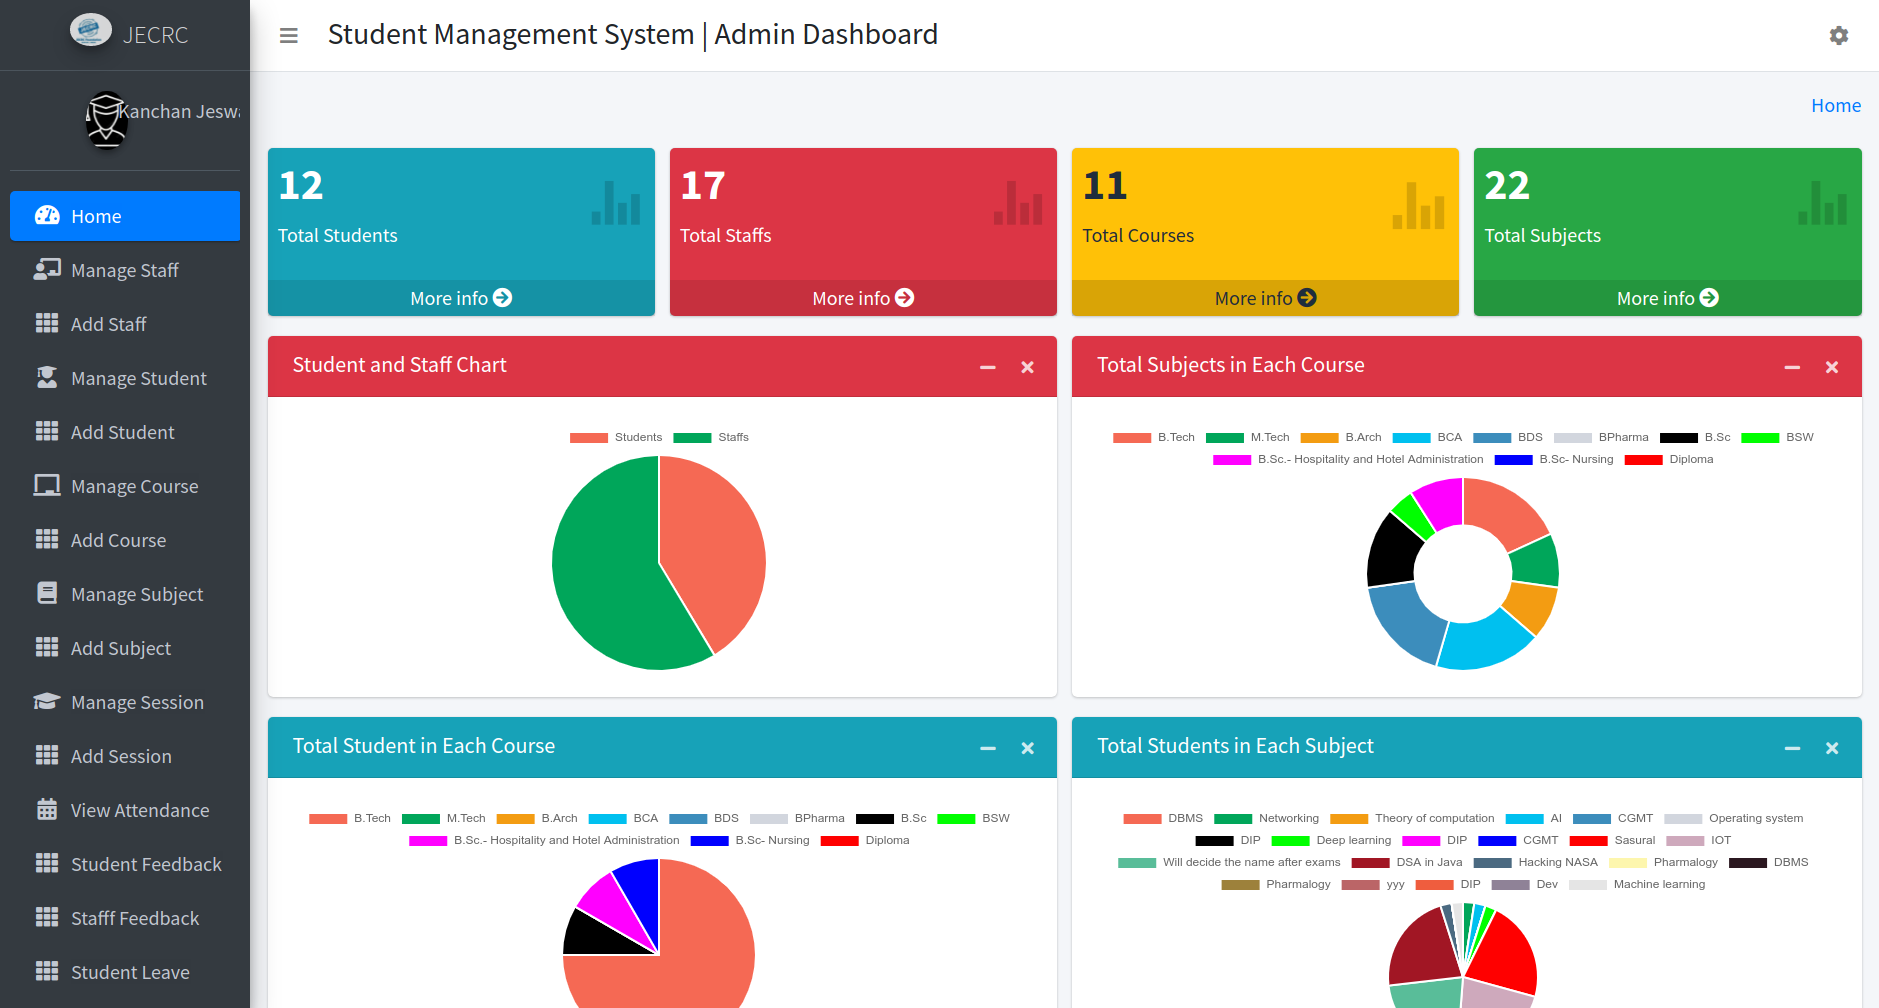 JECRC
Student Management System | Admin Dashboard
Kanchan
Home
Home
Manage Staff
Add Staff
Manage Student
Add Student
Manage Course
Add Course
Manage Subject
Add Subject
Manage Session
Add Session
View Attendance
Student Feedback
Stafff Feedback
Student Leave
12
Total Students
More info
17
Total Staffs
More info
11
Total Courses
More info
22
Total Subjects
More info
Student and Staff Chart
Students Staffs
Total Subjects in Each Course
B.Tech M.Tech B.Arch BCA BDS BPharma B.Sc BSW
B.Sc.- Hospitality and Hotel Administration B.Sc- Nursing Diploma
Total Student in Each Course
B.Tech M.Tech B.Arch BCA BDS BPharma B.Sc BSW
B.Sc.- Hospitality and Hotel Administration B.Sc- Nursing Diploma
Total Students in Each Subject
DBMS Networking Theory of computation AI CGMT Operating system
DIP Deep learning DIP CGMT Sasural IOT
Will decide the name after exams DSA in Java Hacking NASA Pharmalogy DBMS
Pharmalogy yyy DIP Dev Machine learning